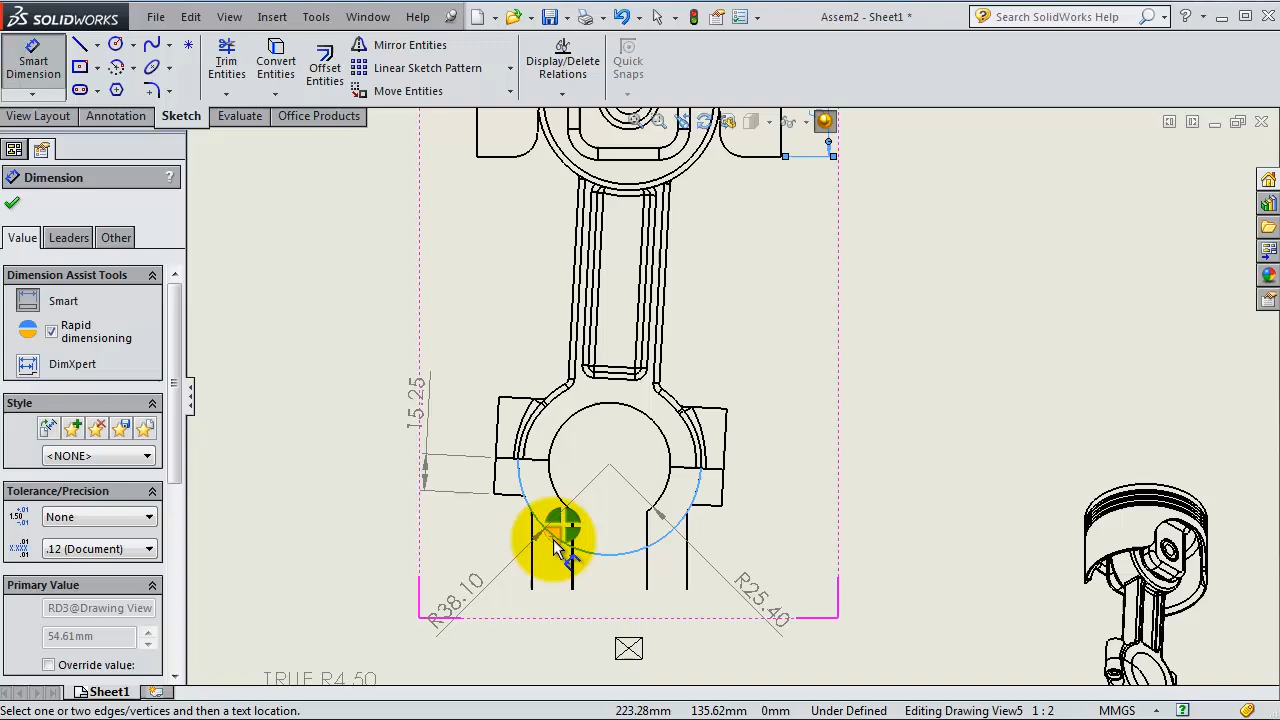 SOLIDWORKS File Edit View Insert Tools Window Help Assem2 - Sheet1 * Search SolidWorks Help ?
Smart Dimension
Trim Entities
Convert Entities
Offset Entities
Mirror Entities
Linear Sketch Pattern
Move Entities
Display/Delete Relations
Quick Snaps
View Layout Annotation Sketch Evaluate Office Products
Dimension ?
Value Leaders Other
Dimension Assist Tools
Smart
Rapid dimensioning
DimXpert
Style
<NONE>
Tolerance/Precision
1.50 +.01 -.01 None
.12 (Document)
Primary Value
RD3@Drawing View
54.61mm
Override value:
15.25
R38.10
R25.40
TRUE R4.50
Sheet1
Select one or two edges/vertices and then a text location. 223.28mm 135.62mm 0mm Under Defined Editing Drawing View5 1 : 2 MMGS ?